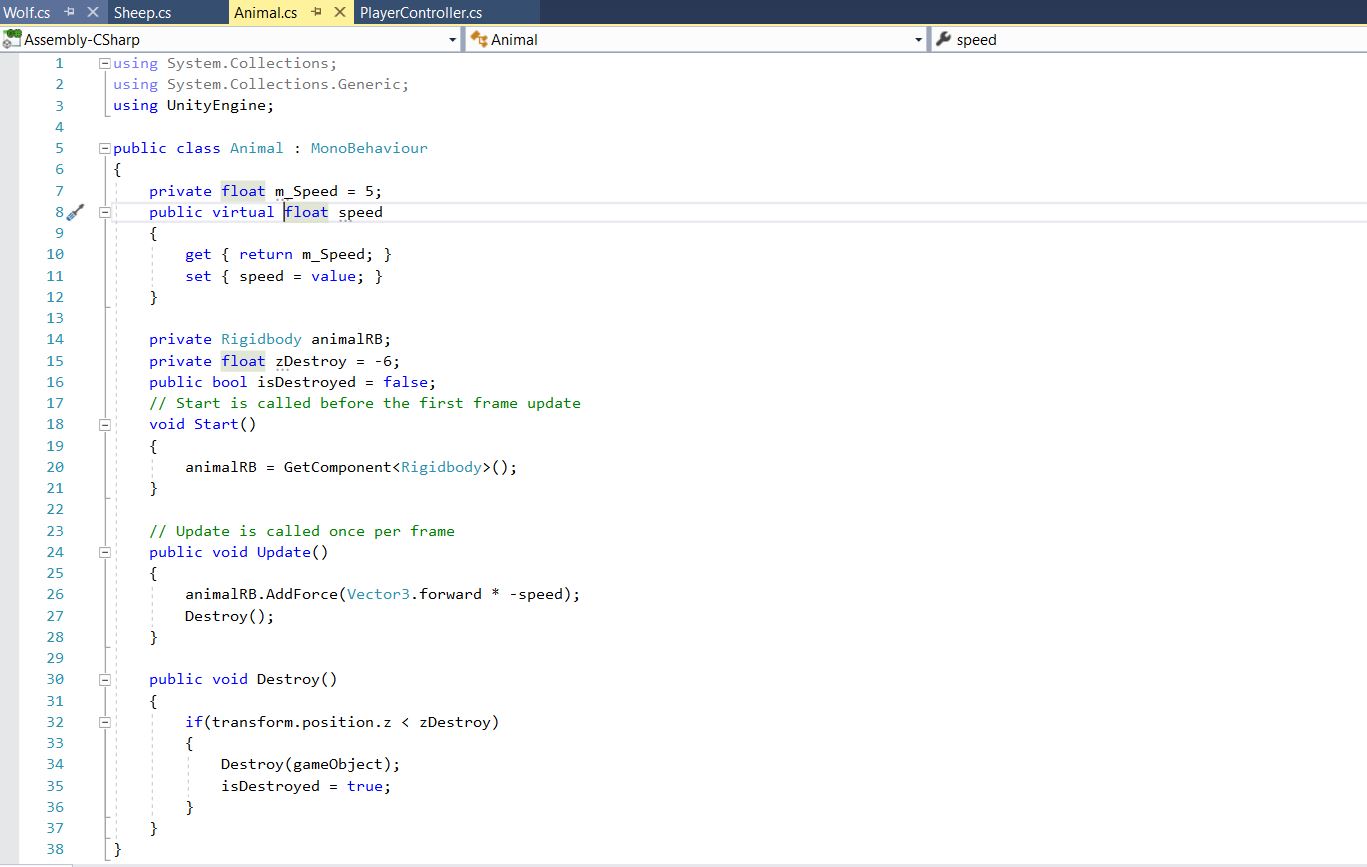 Wolf.cs Sheep.cs Animal.cs PlayerController.cs
Assembly-CSharp Animal speed
1 using System.Collections;
2 using System.Collections.Generic;
3 using UnityEngine;
4
5 public class Animal : MonoBehaviour
6 {
7     private float m_Speed = 5;
8     public virtual float speed
9     {
10         get { return m_Speed; }
11         set { speed = value; }
12     }
13
14     private Rigidbody animalRB;
15     private float zDestroy = -6;
16     public bool isDestroyed = false;
17     // Start is called before the first frame update
18     void Start()
19     {
20         animalRB = GetComponent<Rigidbody>();
21     }
22
23     // Update is called once per frame
24     public void Update()
25     {
26         animalRB.AddForce(Vector3.forward * -speed);
27         Destroy();
28     }
29
30     public void Destroy()
31     {
32         if(transform.position.z < zDestroy)
33         {
34             Destroy(gameObject);
35             isDestroyed = true;
36         }
37     }
38 }